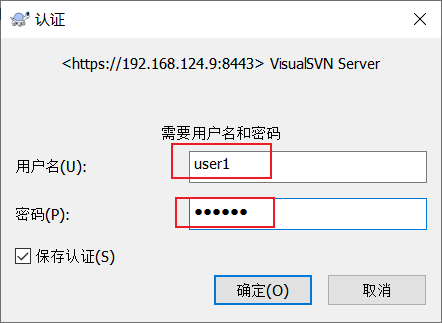 认证
<https://192.168.124.9:8443> VisualSVN Server
需要用户名和密码
用户名(U):
user1
密码(P):
●●●●●●
保存认证(S)
确定(O)
取消